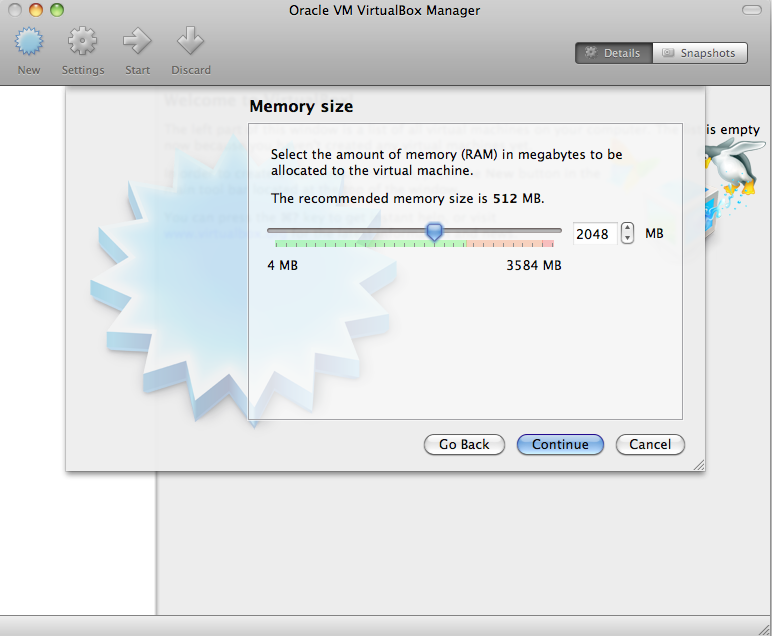 Oracle VM VirtualBox Manager
New
Settings
Start
Discard
Details
Snapshots
Memory size
is empty
Select the amount of memory (RAM) in megabytes to be
allocated to the virtual machine.
The recommended memory size is 512 MB.
2048
MB
4 MB
3584 MB
Go Back
Continue
Cancel